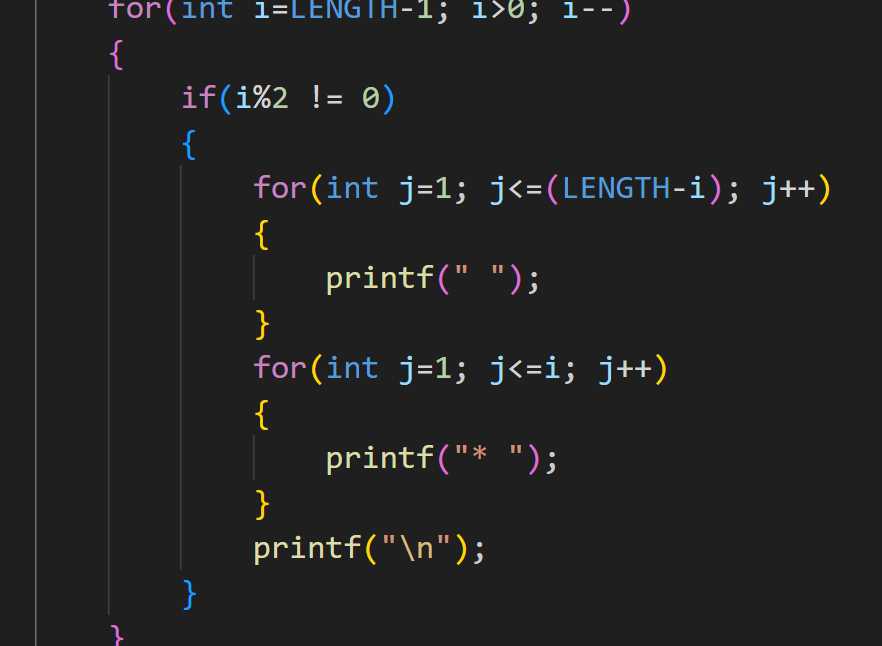 for(int i=LENGTH-1; i>0; i--)
{
if(i%2 != 0)
{
for(int j=1; j<=(LENGTH-i); j++)
{
printf(" ");
}
for(int j=1; j<=i; j++)
{
printf("* ");
}
printf("\n");
}
}